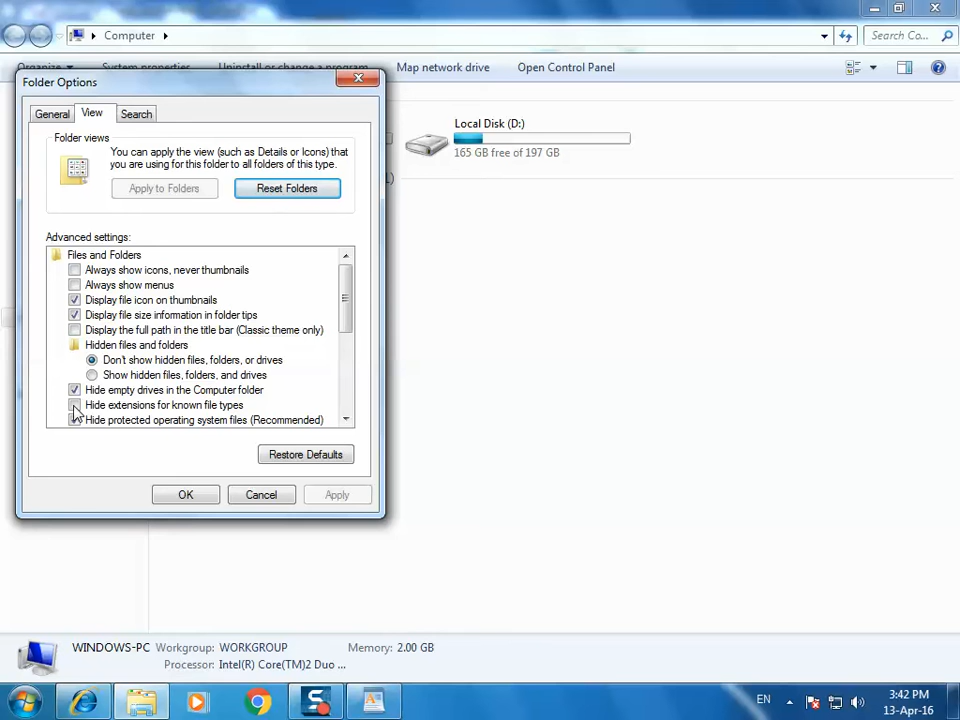 Computer
Search Co...
Organize
System properties
Uninstall or change a program
Map network drive
Open Control Panel
Folder Options
General
View
Search
Folder views
You can apply the view (such as Details or Icons) that
you are using for this folder to all folders of this type.
Apply to Folders
Reset Folders
Advanced settings:
Files and Folders
Always show icons, never thumbnails
Always show menus
Display file icon on thumbnails
Display file size information in folder tips
Display the full path in the title bar (Classic theme only)
Hidden files and folders
Don't show hidden files, folders, or drives
Show hidden files, folders, and drives
Hide empty drives in the Computer folder
Hide extensions for known file types
Hide protected operating system files (Recommended)
Restore Defaults
OK
Cancel
Apply
Local Disk (D:)
165 GB free of 197 GB
WINDOWS-PC
Workgroup: WORKGROUP
Memory: 2.00 GB
Processor: Intel(R) Core(TM)2 Duo ...
EN
3:42 PM
13-Apr-16